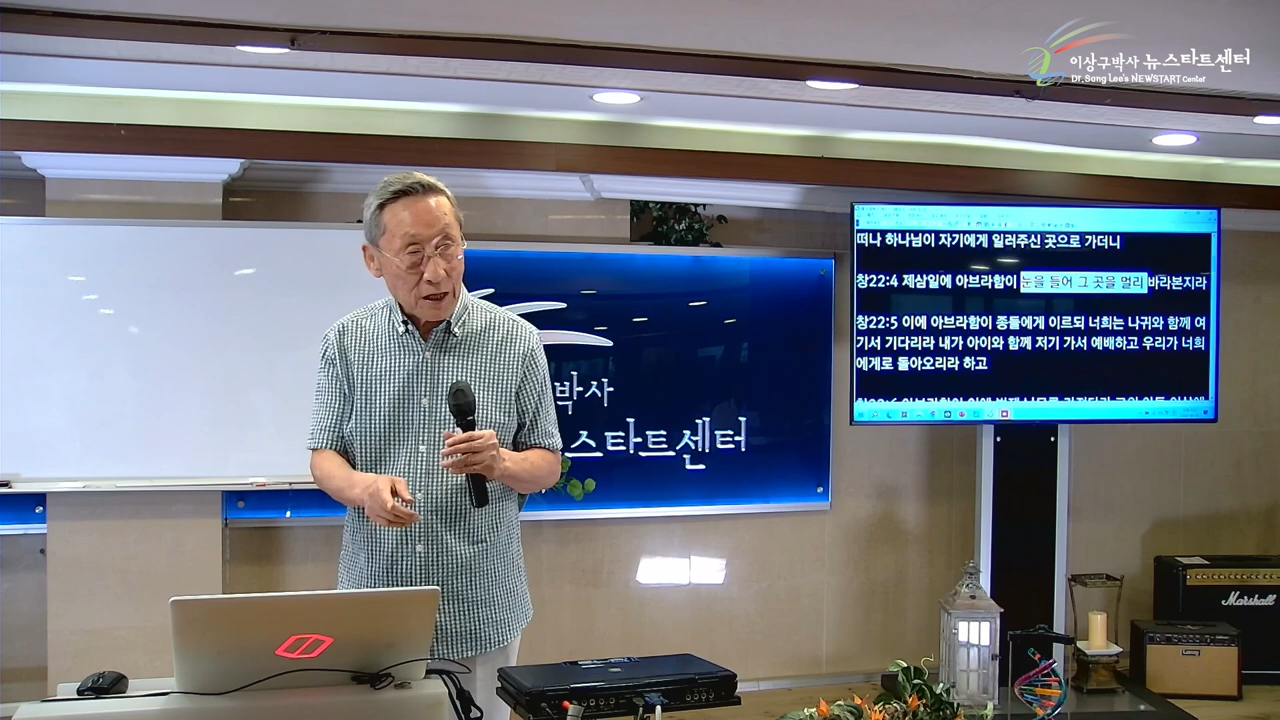 이상구박사 뉴스타트센터
Dr. Sang Lee's NEWSTART Center
떠나 하나님이 자기에게 일러주신 곳으로 가더니
창22:4 제삼일에 아브라함이 눈을 들어 그 곳을 멀리 바라본지라
창22:5 이에 아브라함이 종들에게 이르되 너희는 나귀와 함께 여
기서 기다리라 내가 아이와 함께 저기 가서 예배하고 우리가 너희
에게로 돌아오리라 하고
박사
스타트센터
Marshall
Laney